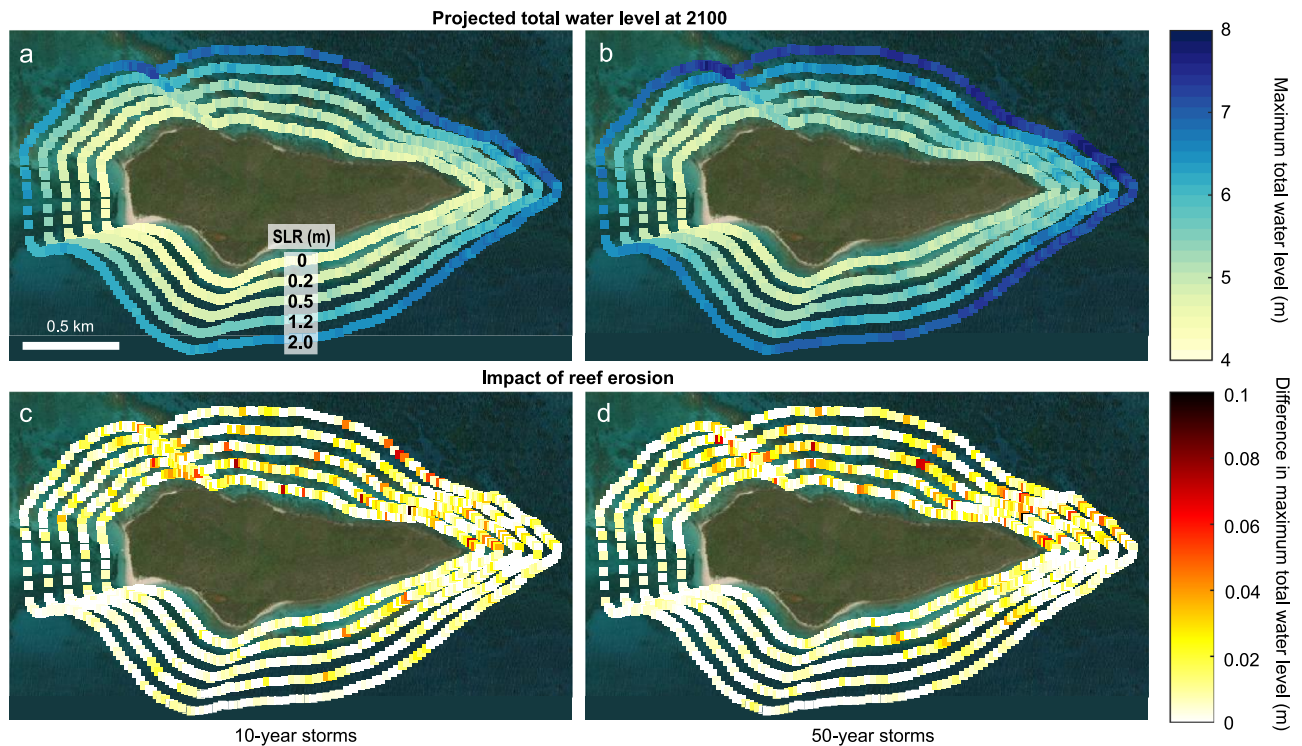 Projected total water level at 2100
a
b
SLR (m)
0
0.2
0.5
1.2
2.0
0.5 km
8
7
6
5
4
Maximum total water level (m)
Impact of reef erosion
c
d
0.1
0.08
0.06
0.04
0.02
0
Difference in maximum total water level (m)
10-year storms
50-year storms